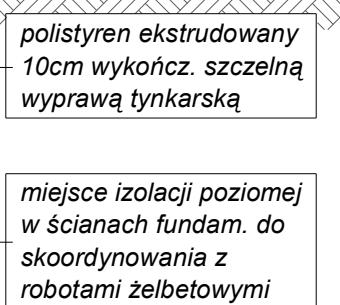 polistyren ekstrudowany
10cm wykończ. szczelną
wyprawą tynkarską
miejsce izolacji poziomej
w ścianach fundam. do
skoordynowania z
robotami żelbetowymi